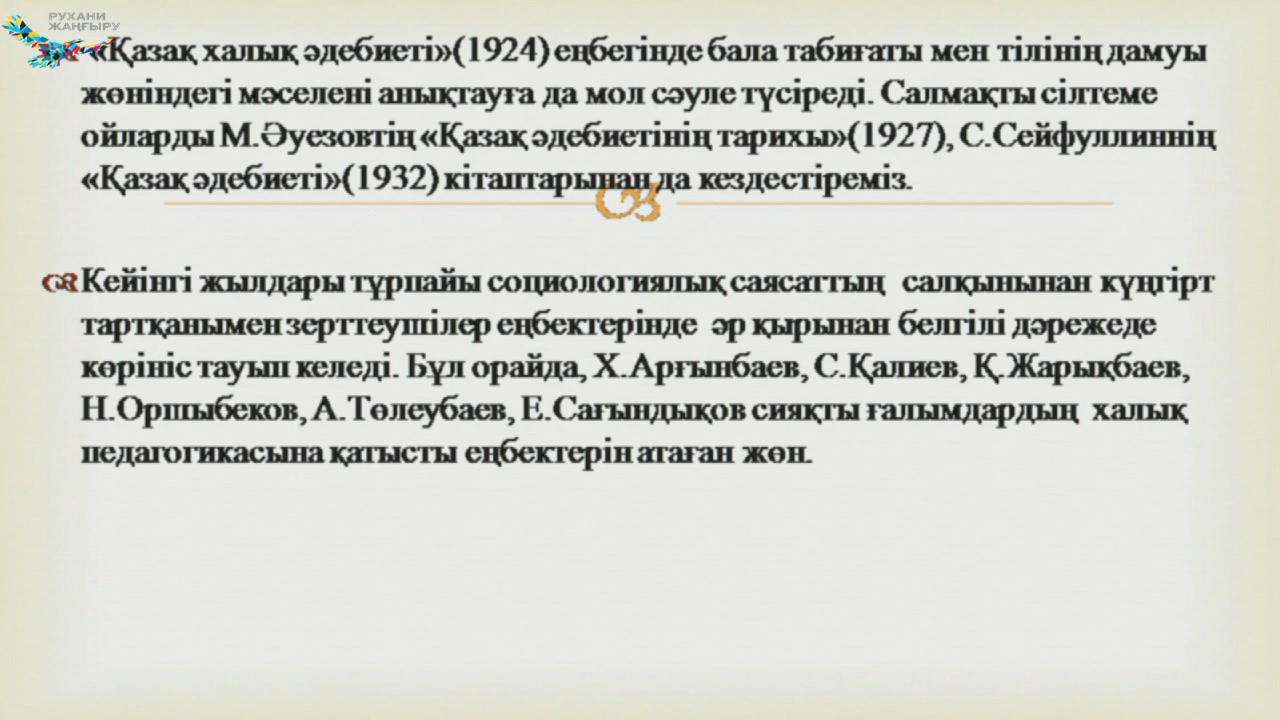 РУХАНИ
ЖАҢҒЫРУ
«Қазақ халық әдебиеті»(1924) еңбегінде бала табиғаты мен тілінің дамуы
жөніндегі мәселені анықтауға да мол сәуле түсіреді. Салмақты сілтеме
ойларды М.Әуезовтің «Қазақ әдебиетінің тарихы»(1927), С.Сейфуллиннің
«Қазақ әдебиеті»(1932) кітаптарынан да кездестіреміз.
Кейінгі жылдары тұрпайы социологиялық саясаттың салқынынан күңгірт
тартқанымен зерттеушілер еңбектерінде әр қырынан белгілі дәрежеде
көрініс тауып келеді. Бұл орайда, Х.Арғынбаев, С.Қалиев, Қ.Жарықбаев,
Н.Оршыбеков, А.Төлеубаев, Е.Сағындықов сияқты ғалымдардың халық
педагогикасына қатысты еңбектерін атаған жөн.